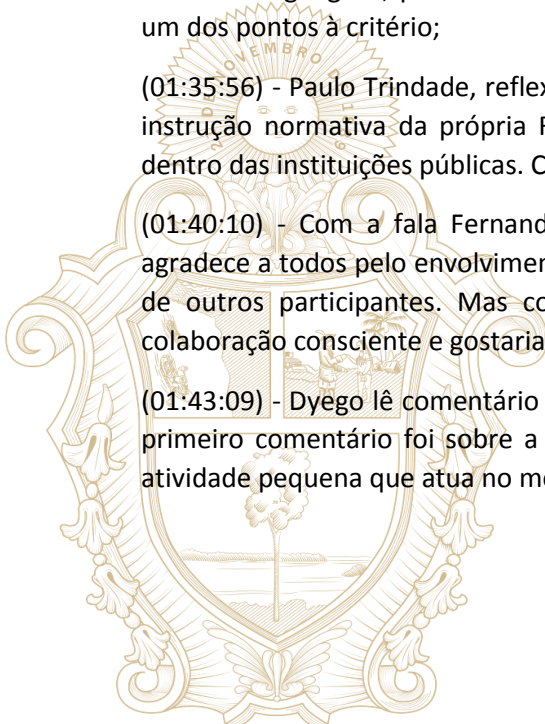 um dos pontos à critério;
(01:35:56) - Paulo Trindade, reflex
instrução normativa da própria F
dentro das instituições públicas. C
(01:40:10) - Com a fala Fernand
agradece a todos pelo envolvimen
de outros participantes. Mas co
colaboração consciente e gostaria
(01:43:09) - Dyego lê comentário
primeiro comentário foi sobre a
atividade pequena que atua no m
NOVEMBRO